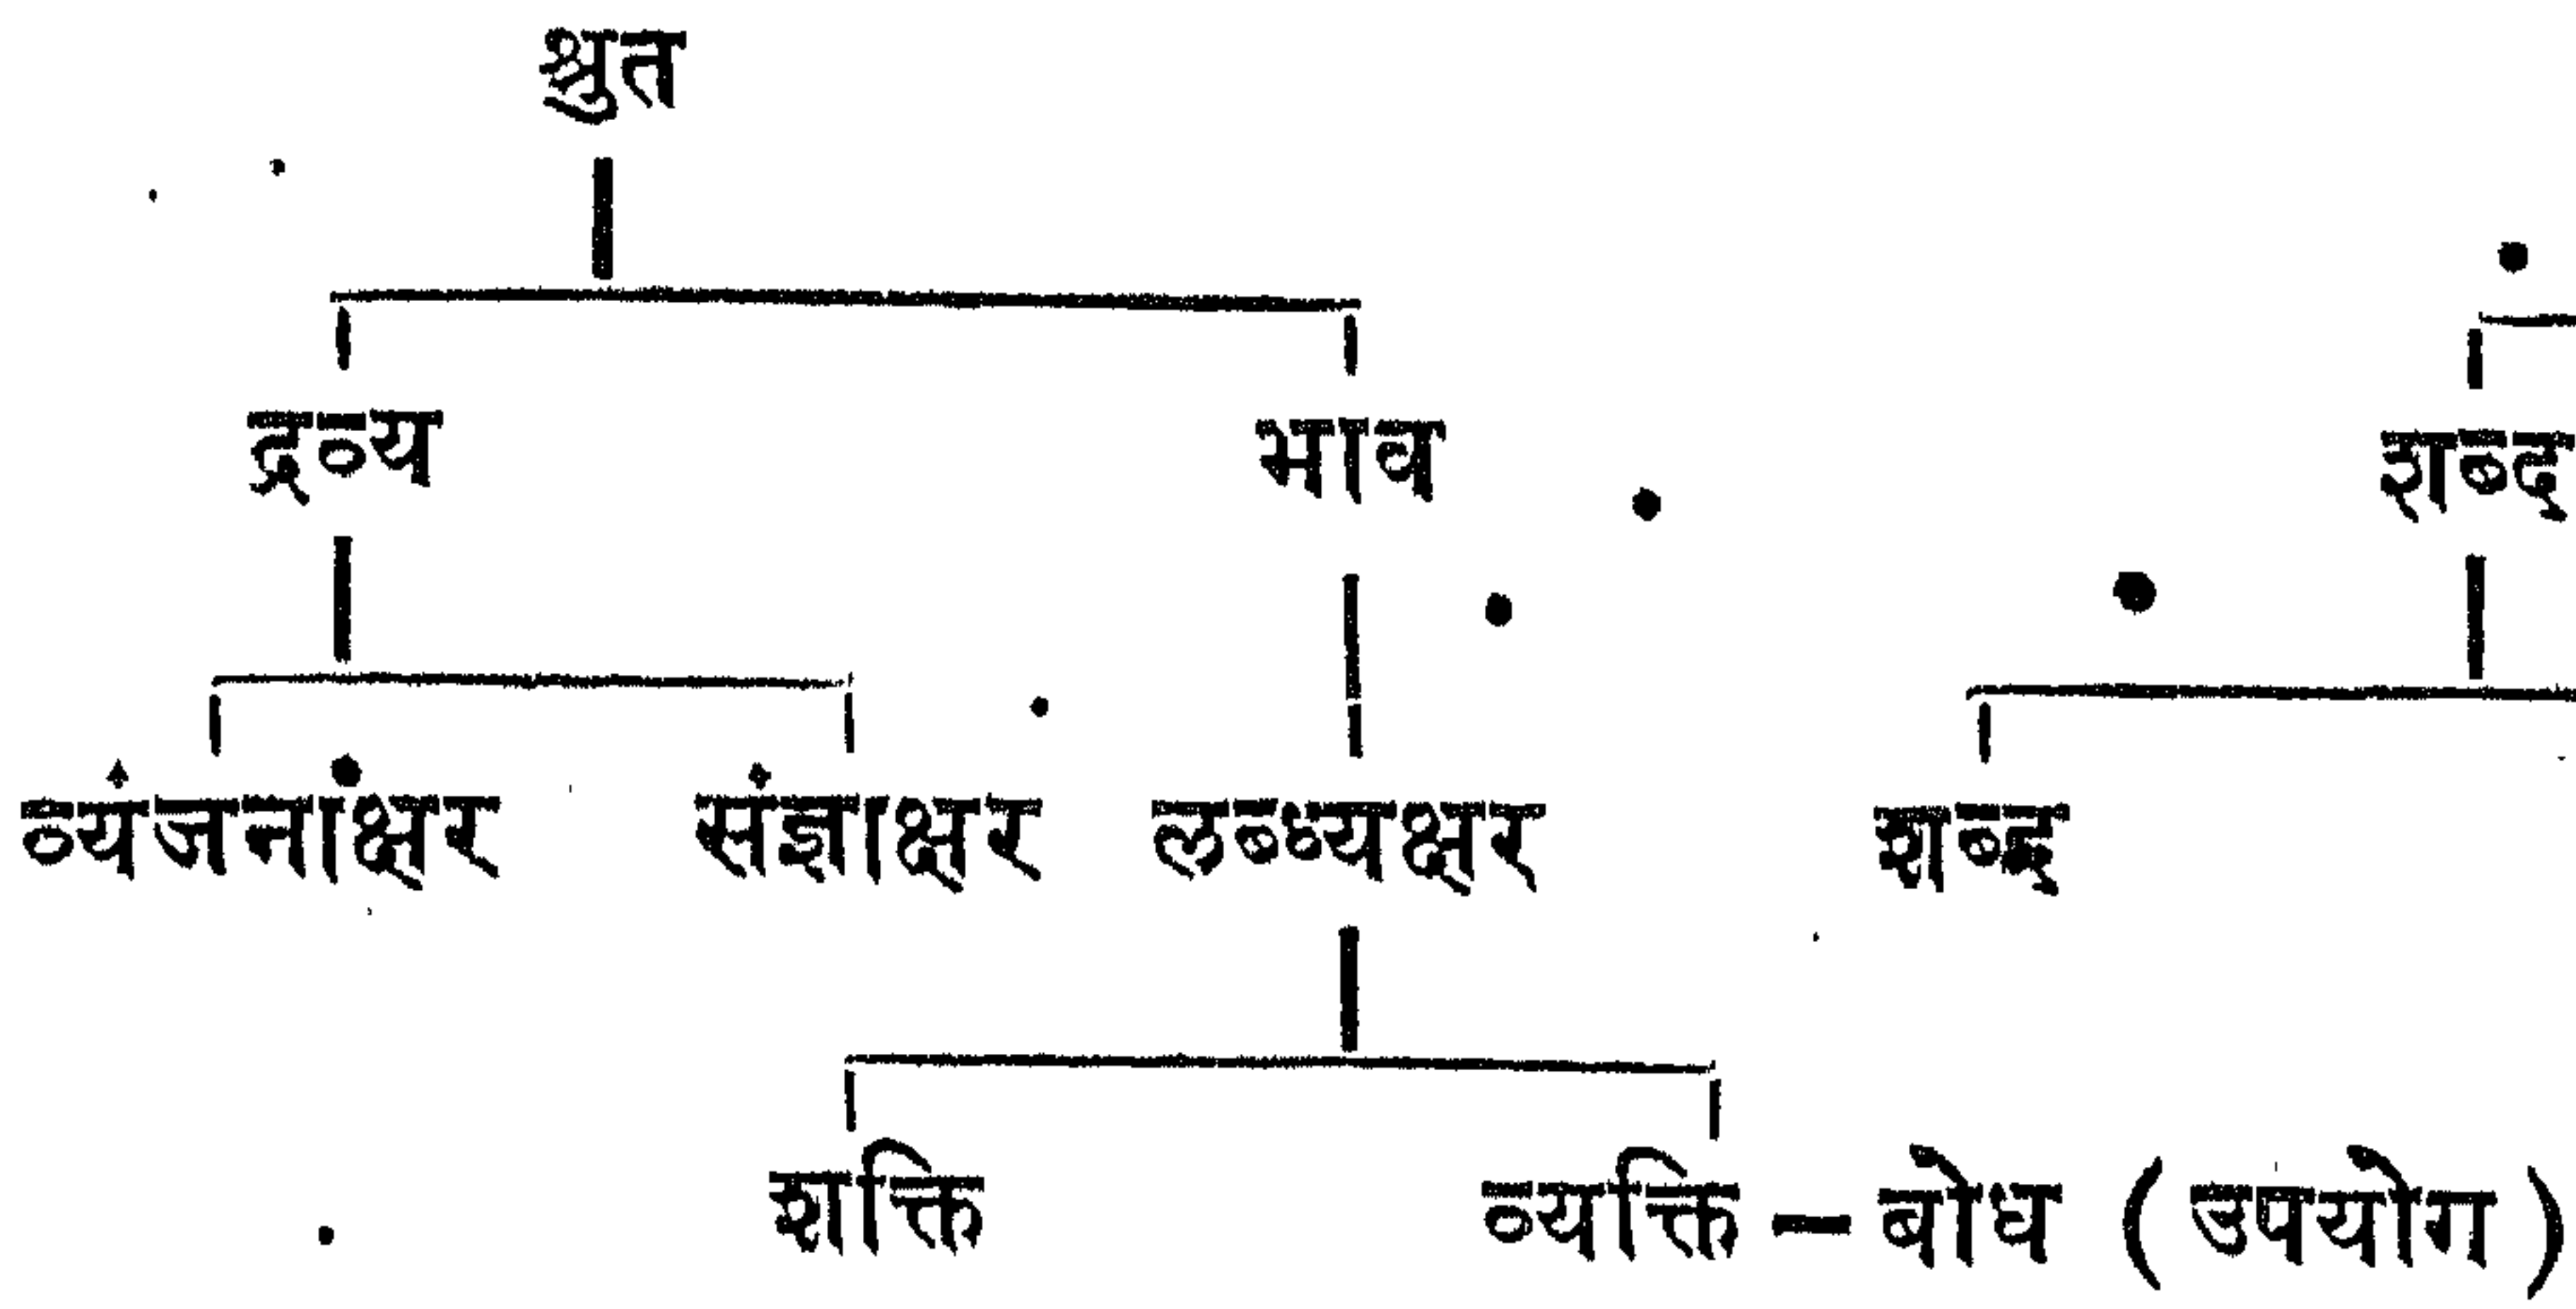 श्रुत
द्रव्य भाव शब्द
व्यंजनाक्षर संज्ञाक्षर लब्ध्यक्षर शब्द
शक्ति व्यक्ति – बोध ( उपयोग )